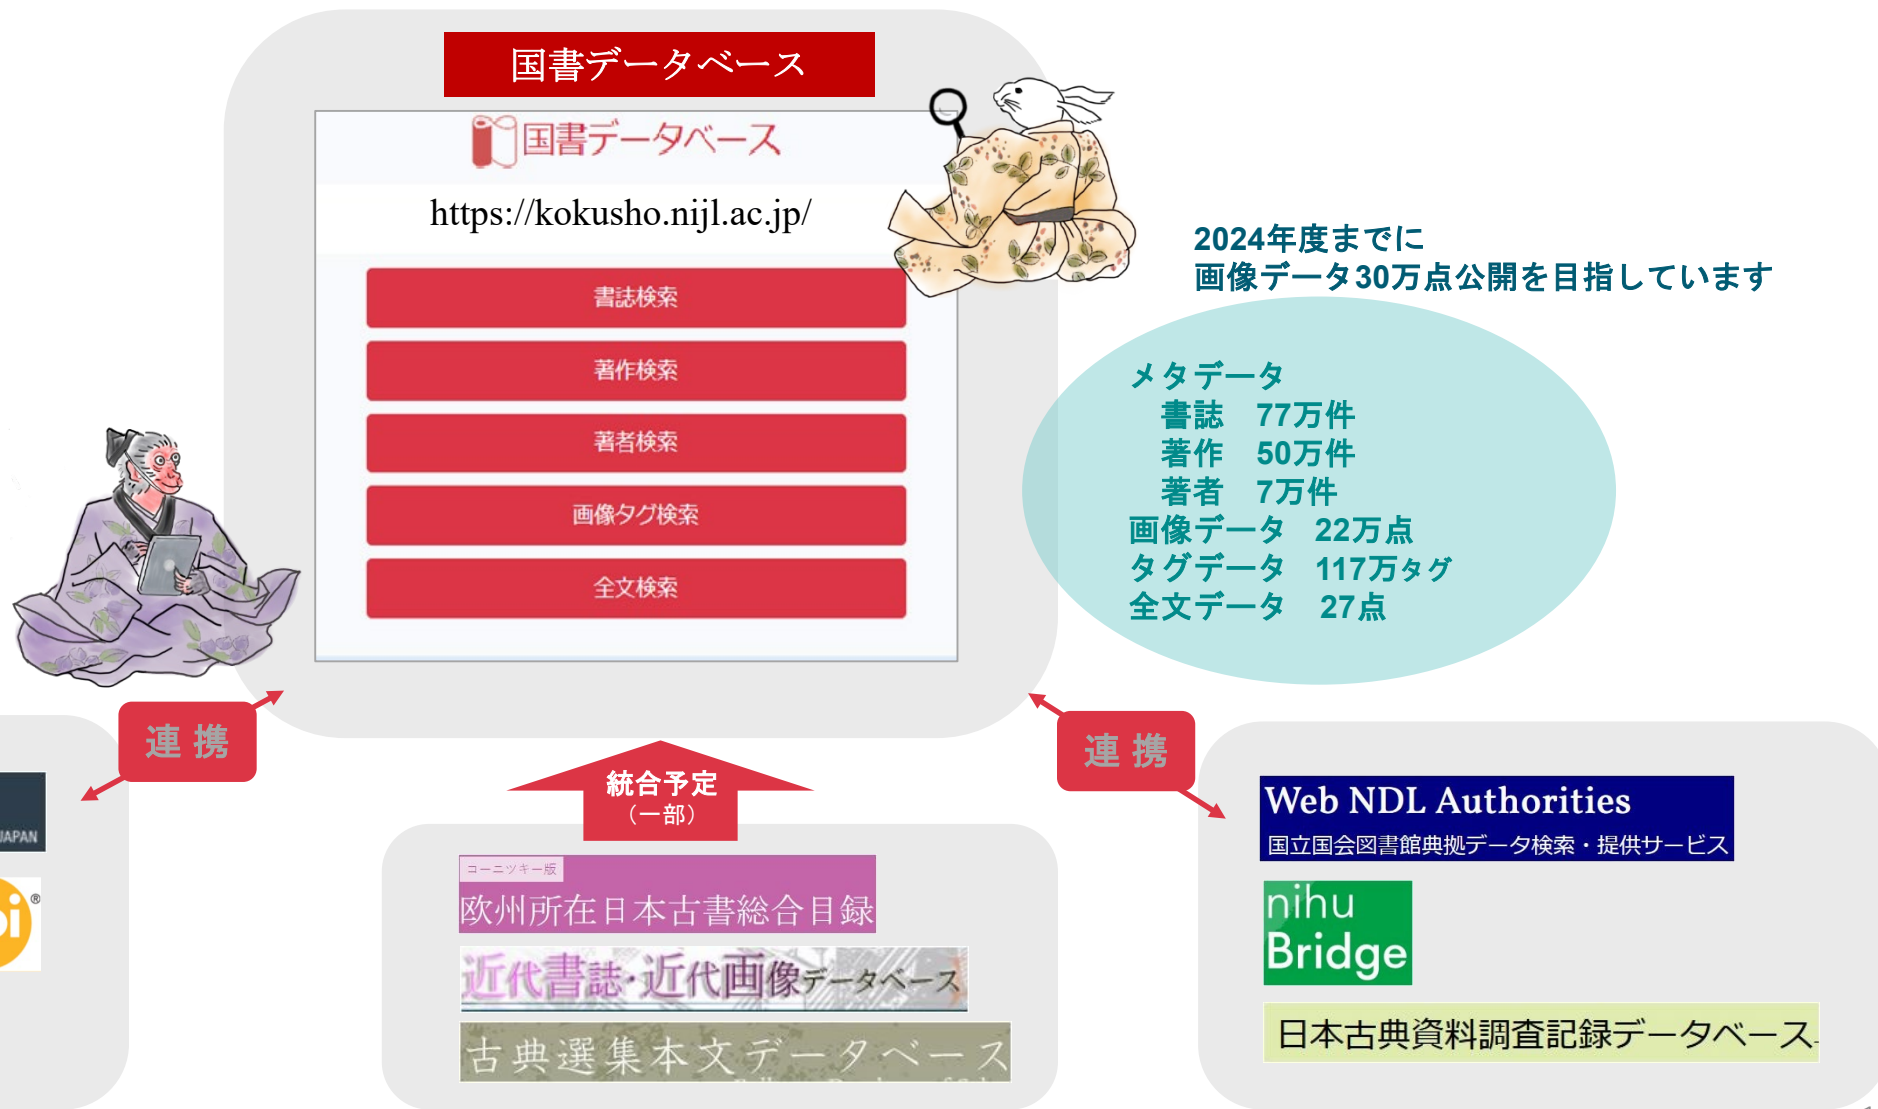 国書データベース
国書データベース
https://kokusho.nijl.ac.jp/
書誌検索
著作検索
著者検索
画像タグ検索
全文検索
2024年度までに
画像データ30万点公開を目指しています
メタデータ
書誌 77万件
著作 50万件
著者 7万件
画像データ 22万点
タグデータ 117万タグ
全文データ 27点
連携
JAPAN
統合予定
（一部）
コーニツキー版
欧州所在日本古書総合目録
近代書誌・近代画像データベース
古典選集本文データベース
連携
Web NDL Authorities
国立国会図書館典拠データ検索・提供サービス
nihu
Bridge
日本古典資料調査記録データベース